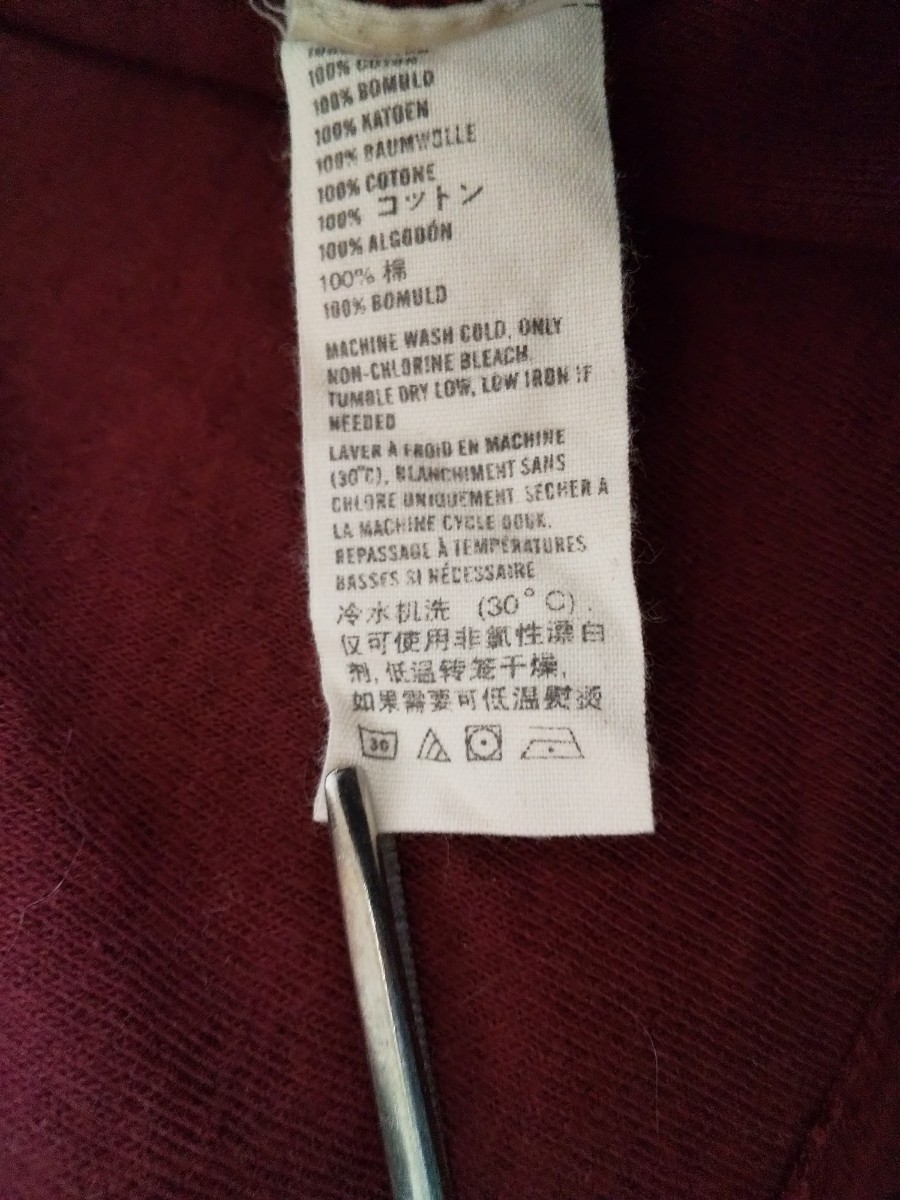 100% COTON
100% BOMULD
100% KATOEN
100% BAUMWOLLE
100% COTONE
100% コットン
100% ALGODÓN
100% 棉
100% BOMULD
MACHINE WASH COLD, ONLY
NON-CHLORINE BLEACH.
TUMBLE DRY LOW, LOW IRON IF
NEEDED
LAVER À FROID EN MACHINE
(30°C), BLANCHIMENT SANS
CHLORE UNIQUEMENT. SECHER A
LA MACHINE CYCLE DOUX.
REPASSAGE À TEMPÉRATURES
BASSES SI NÉCESSAIRE
冷水机洗 (30°C).
仅可使用非氯性漂白
剂,低温转笼干燥,
如果需要可低温熨烫
30